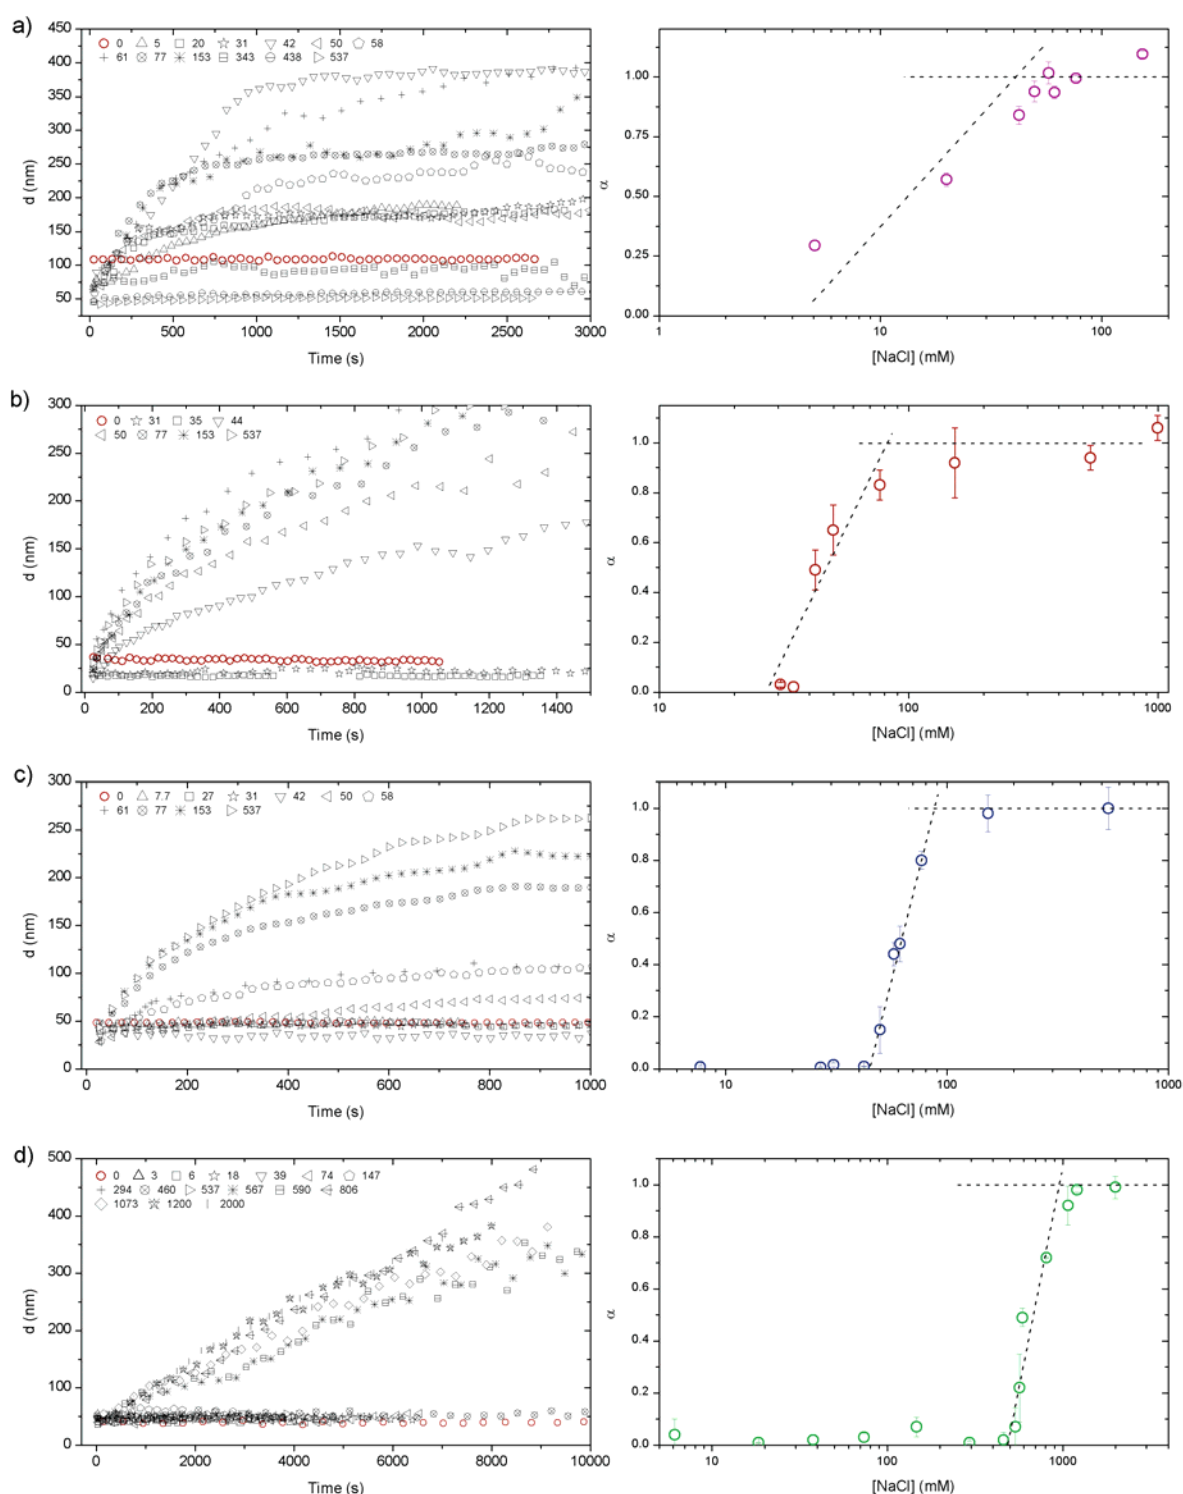 a)
450
400
350
300
250
200
150
100
50
0 5 20 31 42 50 58
61 77 153 343 438 537
d (nm)
0 500 1000 1500 2000 2500 3000
Time (s)
1.00
0.75
0.50
0.25
0.00
α
1 10 100
[NaCl] (mM)
b)
300
250
200
150
100
50
0
0 31 35 44
50 77 153 537
d (nm)
0 200 400 600 800 1000 1200 1400
Time (s)
1.0
0.8
0.6
0.4
0.2
0.0
α
10 100 1000
[NaCl] (mM)
c)
300
250
200
150
100
50
0
0 7.7 27 31 42 50 58
61 77 153 537
d (nm)
0 200 400 600 800 1000
Time (s)
1.0
0.8
0.6
0.4
0.2
0.0
α
10 100 1000
[NaCl] (mM)
d)
500
400
300
200
100
0
0 3 6 18 39 74 147
294 460 537 567 590 806
1073 1200 2000
d (nm)
0 2000 4000 6000 8000 10000
Time (s)
1.0
0.8
0.6
0.4
0.2
0.0
α
10 100 1000
[NaCl] (mM)